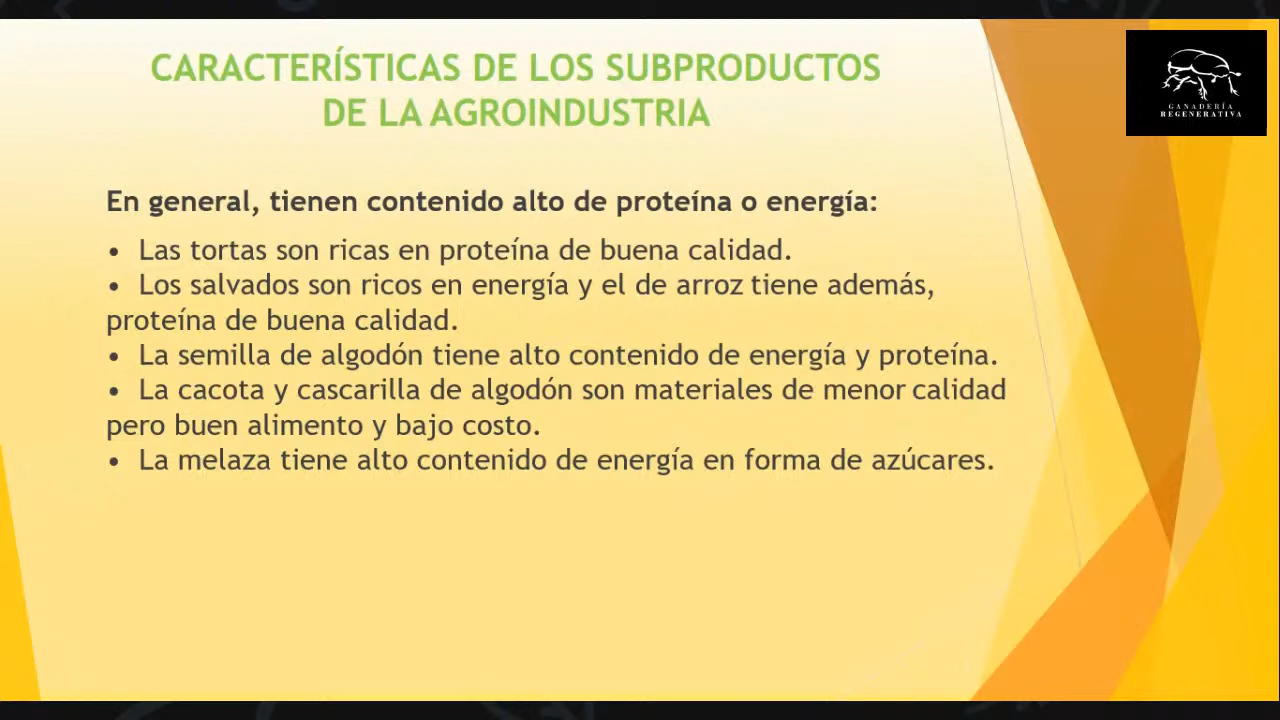 CARACTERÍSTICAS DE LOS SUBPRODUCTOS
DE LA AGROINDUSTRIA
GANADERÍA
REGENERATIVA
En general, tienen contenido alto de proteína o energía:
• Las tortas son ricas en proteína de buena calidad.
• Los salvados son ricos en energía y el de arroz tiene además,
proteína de buena calidad.
• La semilla de algodón tiene alto contenido de energía y proteína.
• La cacota y cascarilla de algodón son materiales de menor calidad
pero buen alimento y bajo costo.
• La melaza tiene alto contenido de energía en forma de azúcares.